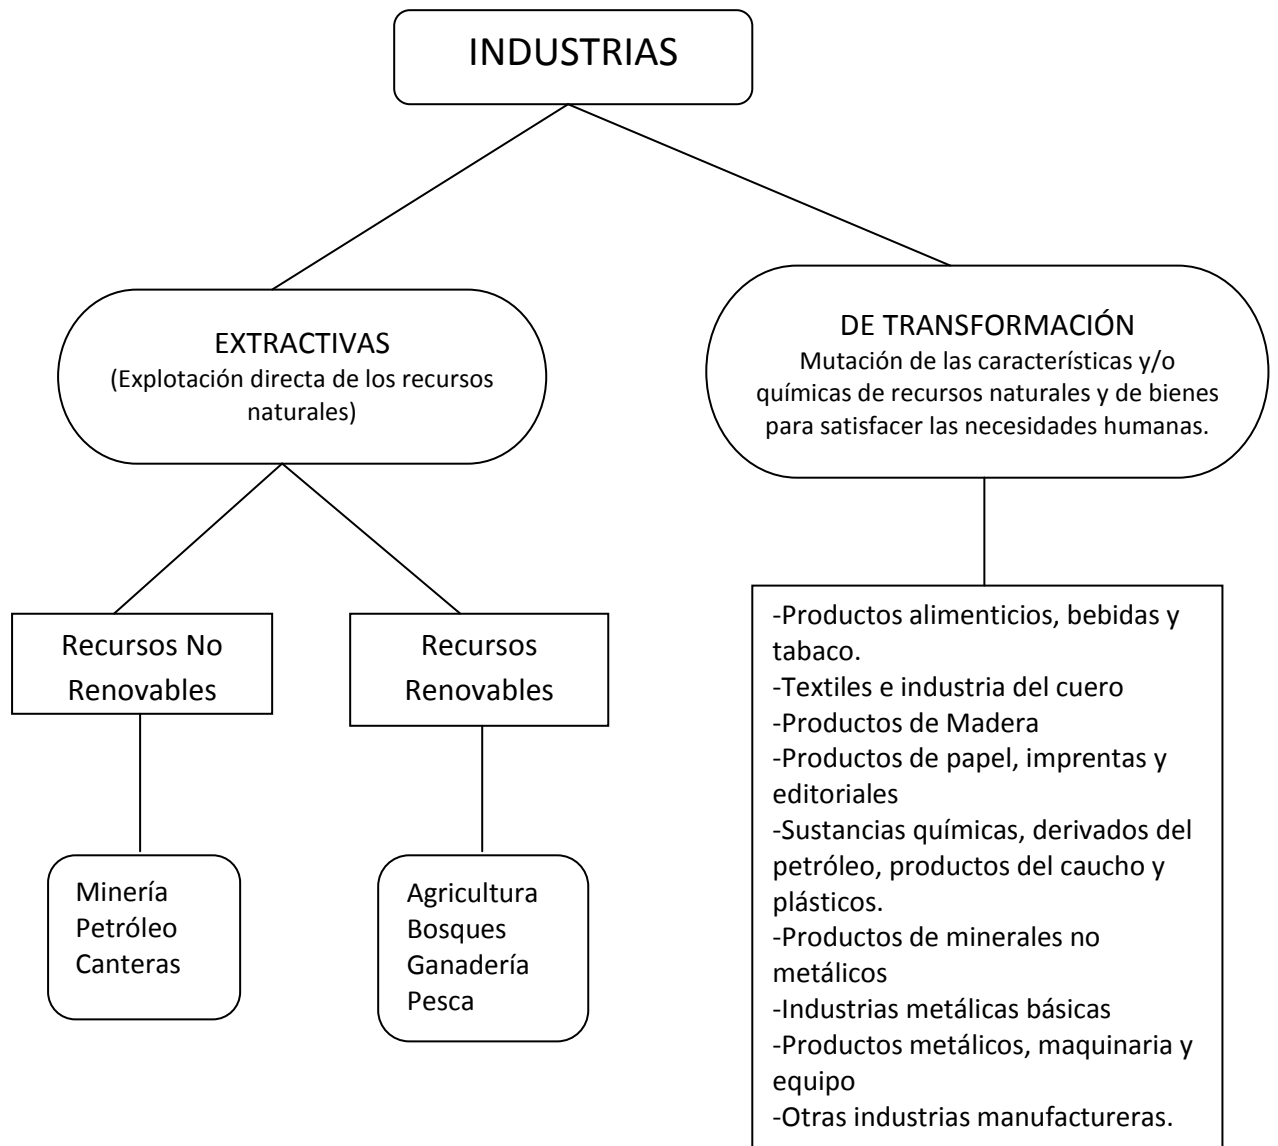 INDUSTRIAS
EXTRACTIVAS
(Explotación directa de los recursos
naturales)
DE TRANSFORMACIÓN
Mutación de las características y/o
químicas de recursos naturales y de bienes
para satisfacer las necesidades humanas.
Recursos No
Renovables
Recursos
Renovables
Minería
Petróleo
Canteras
Agricultura
Bosques
Ganadería
Pesca
-Productos alimenticios, bebidas y
tabaco.
-Textiles e industria del cuero
-Productos de Madera
-Productos de papel, imprentas y
editoriales
-Sustancias químicas, derivados del
petróleo, productos del caucho y
plásticos.
-Productos de minerales no
metálicos
-Industrias metálicas básicas
-Productos metálicos, maquinaria y
equipo
-Otras industrias manufactureras.